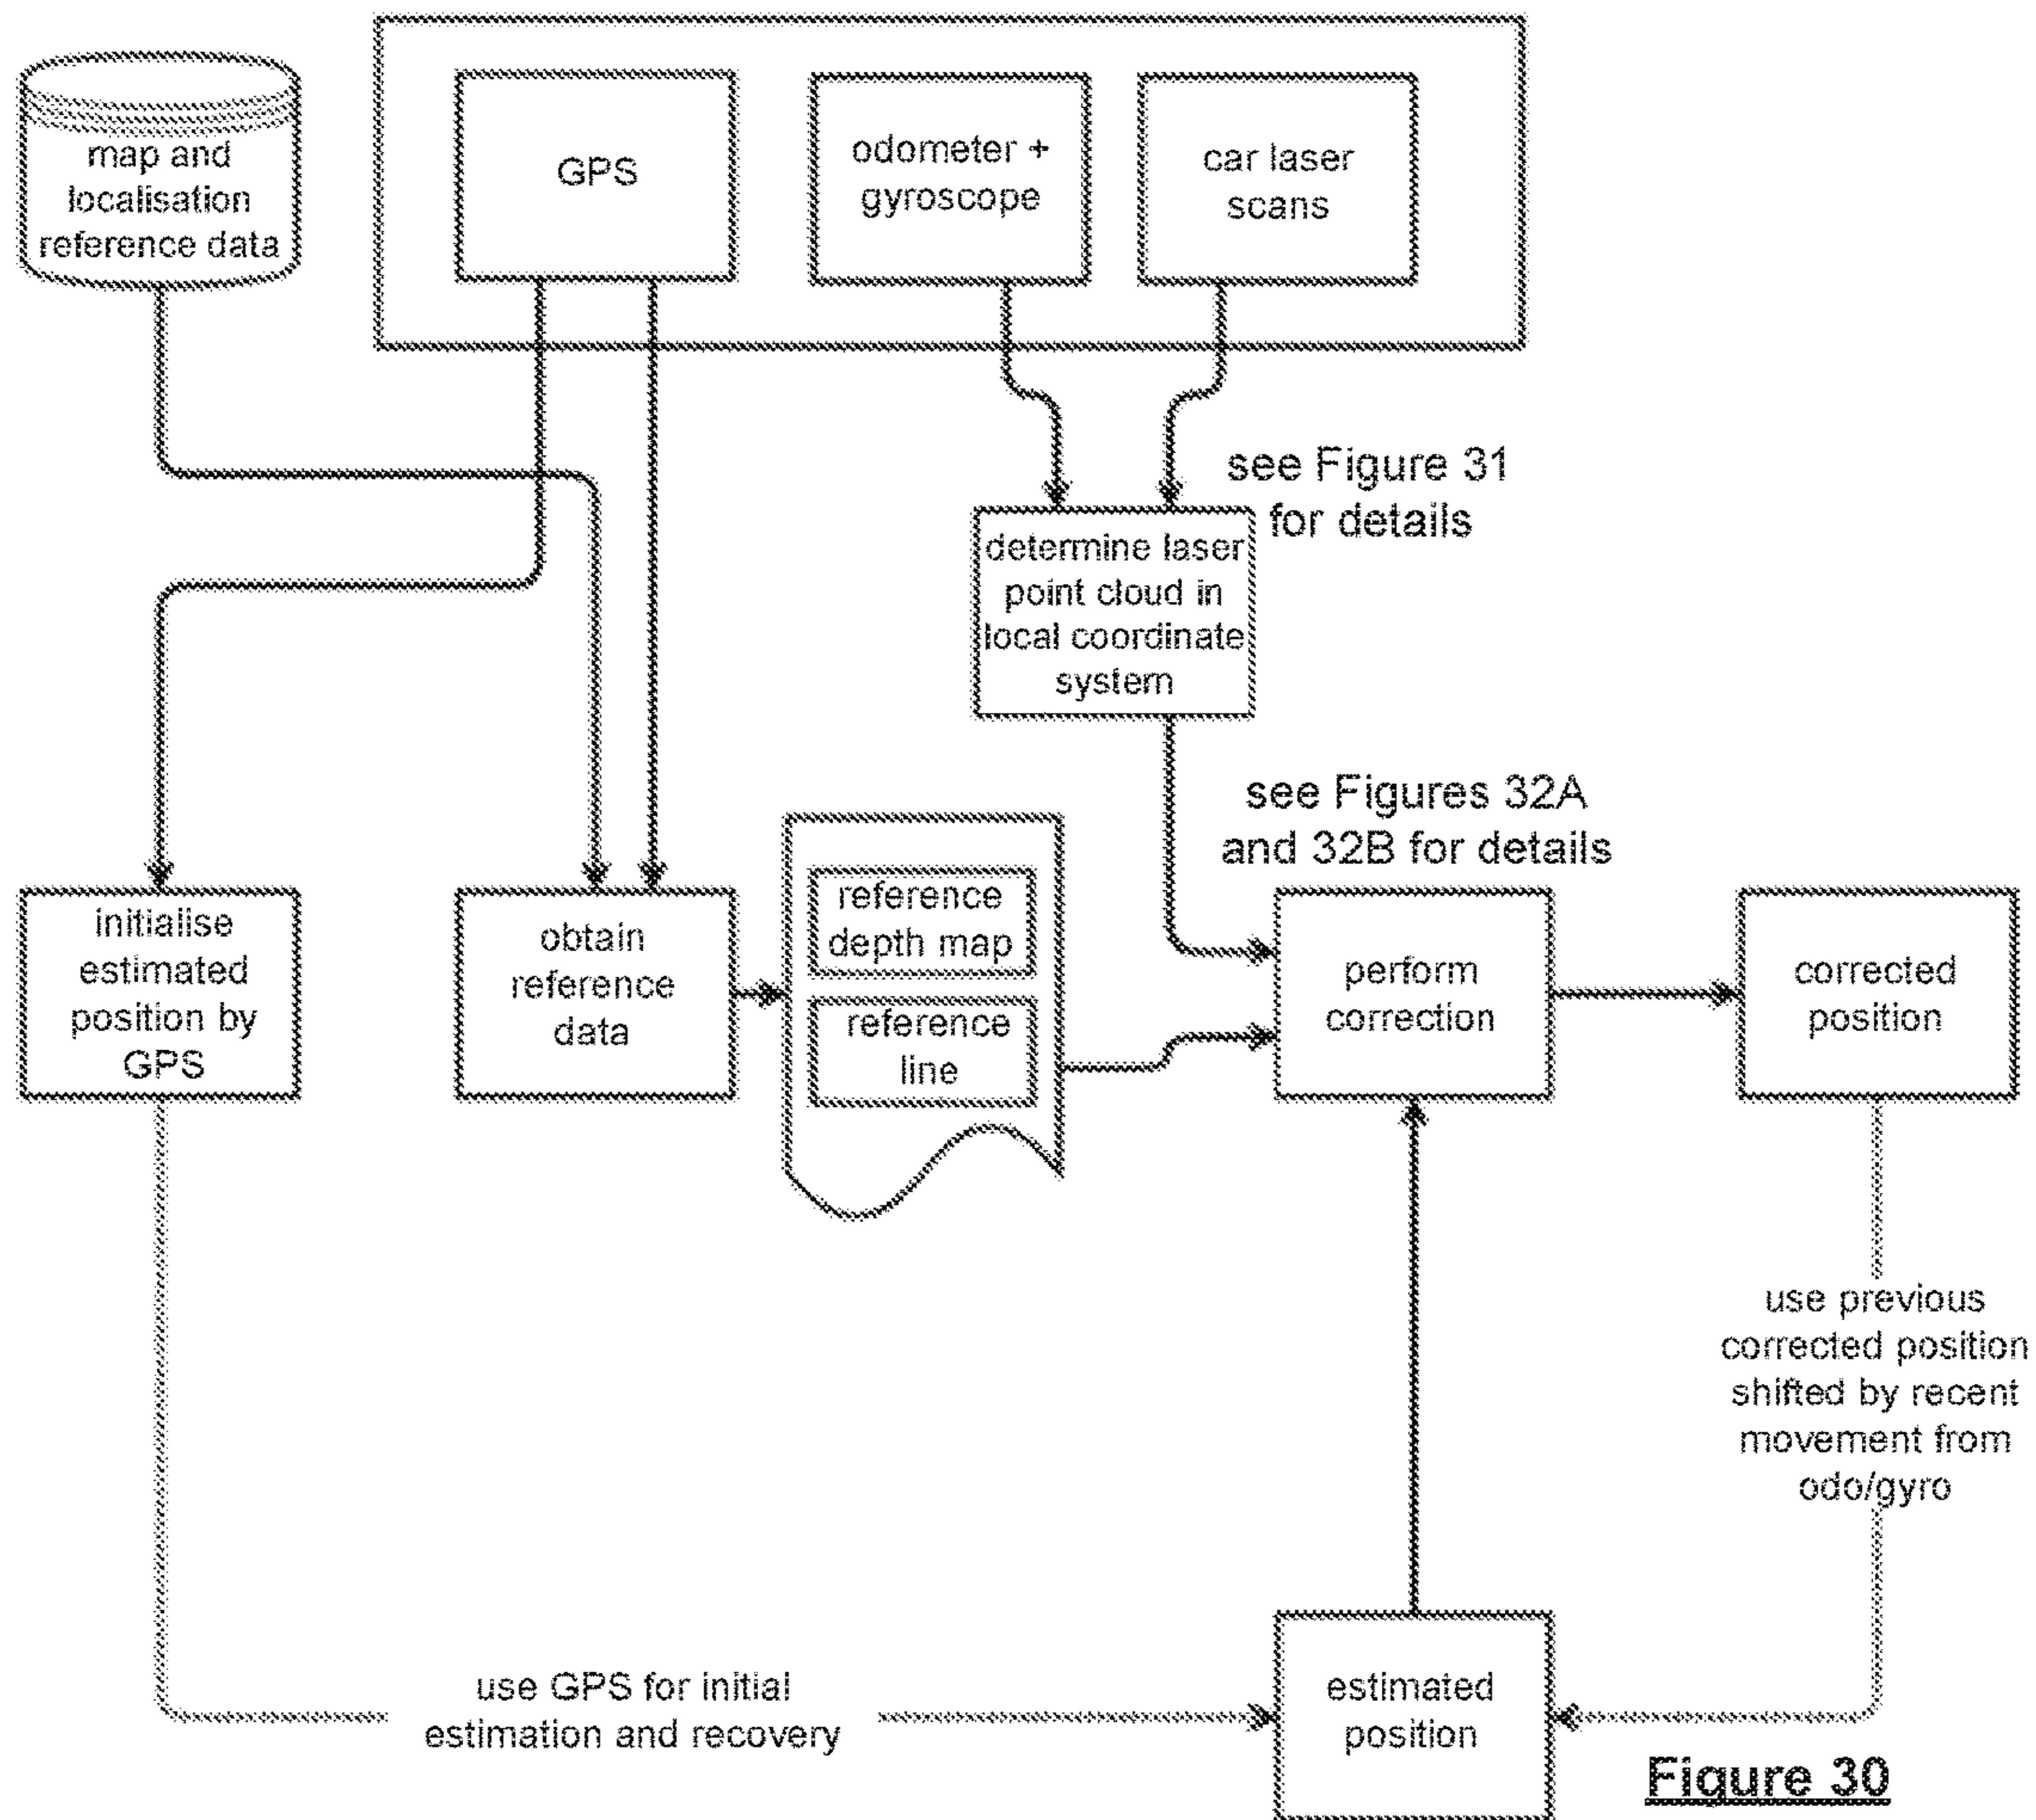 map and
localisation
reference data
GPS
odometer +
gyroscope
car laser
scans
see Figure 31
for details
determine laser
point cloud in
local coordinate
system
see Figures 32A
and 32B for details
initialise
estimated
position by
GPS
obtain
reference
data
reference
depth map
reference
line
perform
correction
corrected
position
use previous
corrected position
shifted by recent
movement from
odo/gyro
use GPS for initial
estimation and recovery
estimated
position
Figure 30